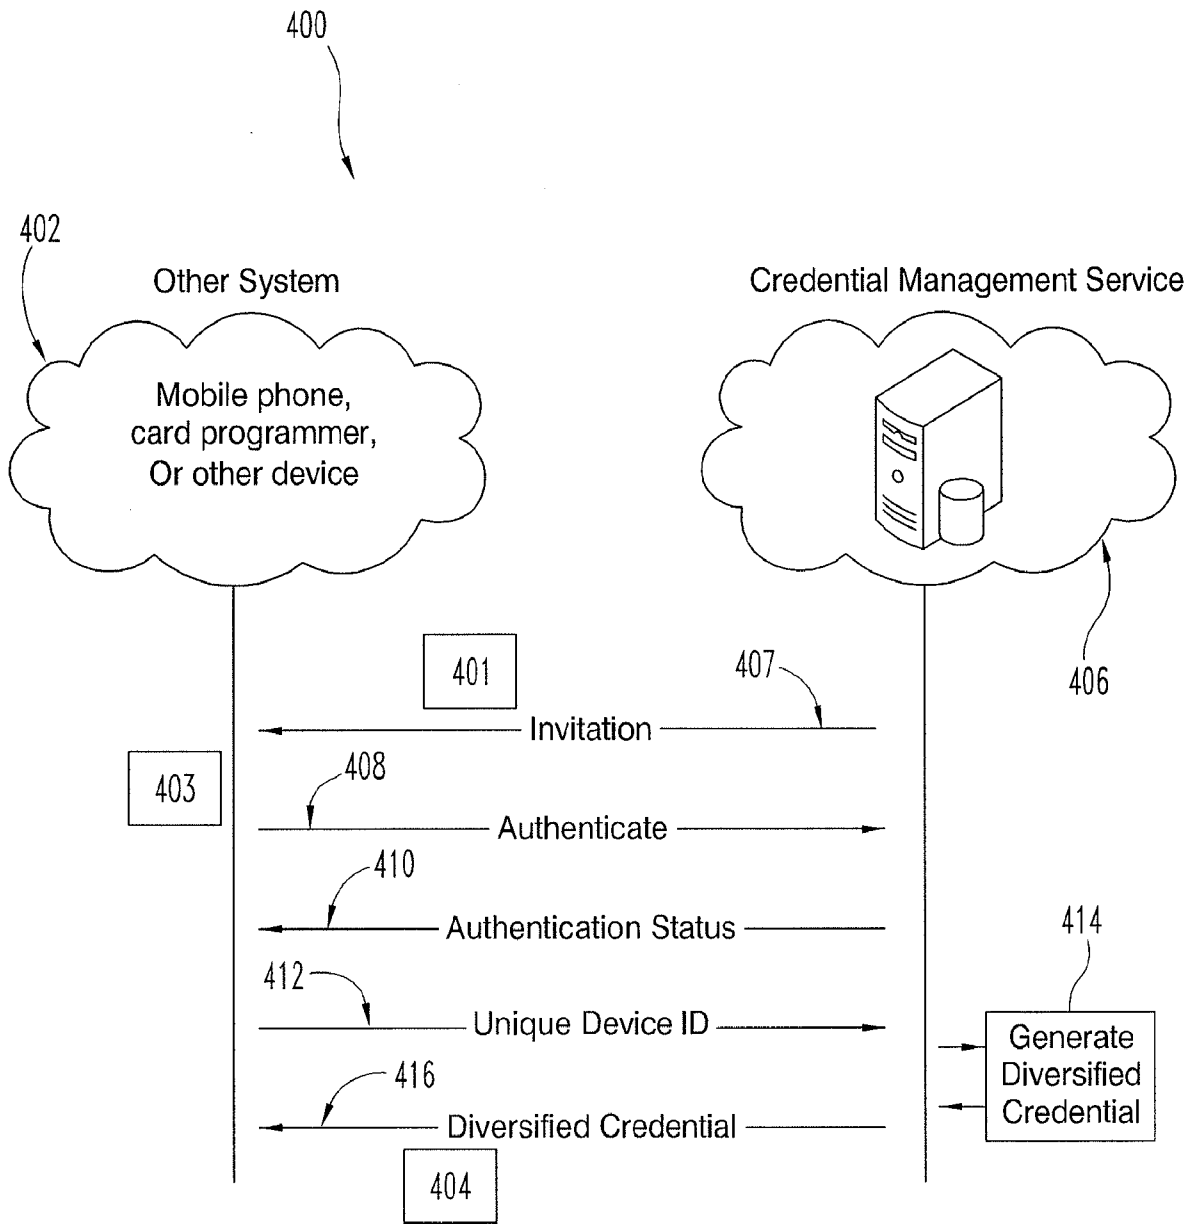 400
402
Other System
Credential Management Service
Mobile phone,
card programmer,
Or other device
401
407
406
Invitation
403
408
Authenticate
410
Authentication Status
414
412
Unique Device ID
Generate
Diversified
Credential
416
Diversified Credential
404